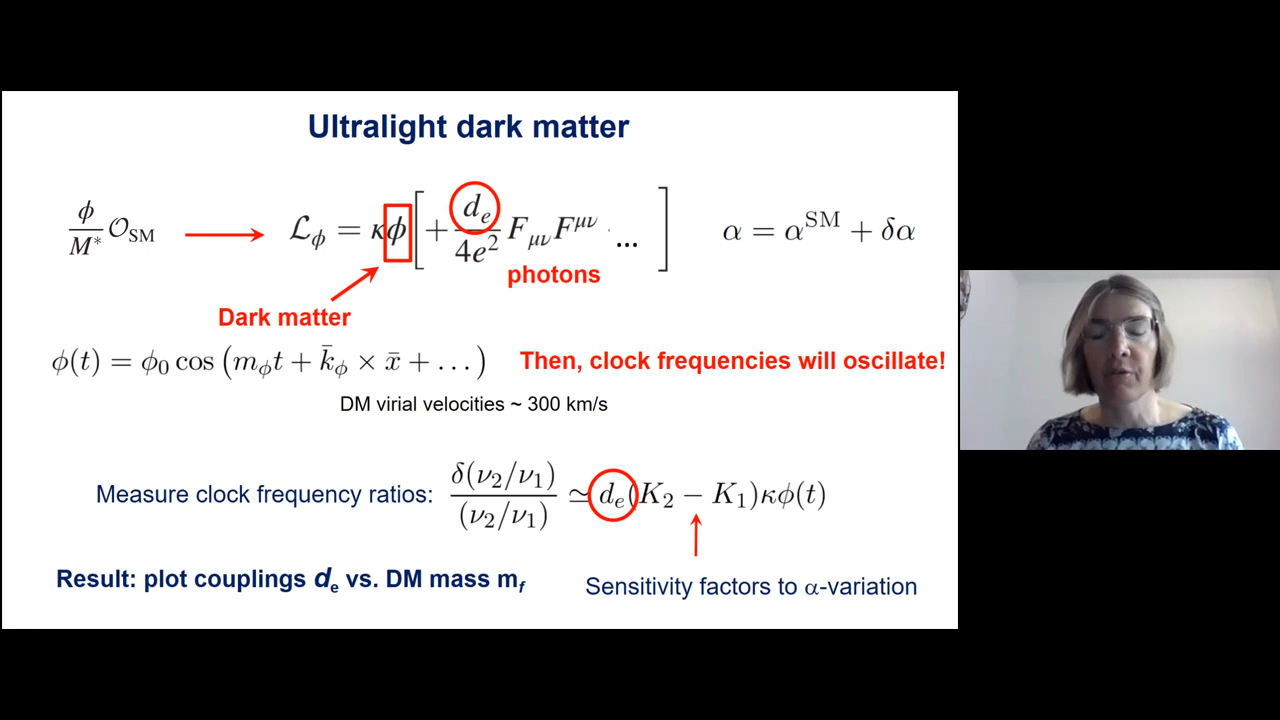 Ultralight dark matter
ϕ/M* 𝒪_SM → ℒ_ϕ = κϕ [ + d_e/4e² F_μν F^μν ... ] α = α^SM + δα
photons
Dark matter
ϕ(t) = ϕ₀ cos (m_ϕ t + k̄_ϕ × x̄ + . . . ) Then, clock frequencies will oscillate!
DM virial velocities ~ 300 km/s
Measure clock frequency ratios: δ(ν₂/ν₁)/(ν₂/ν₁) ≃ d_e(K₂ − K₁)κϕ(t)
Result: plot couplings d_e vs. DM mass m_f
Sensitivity factors to α-variation